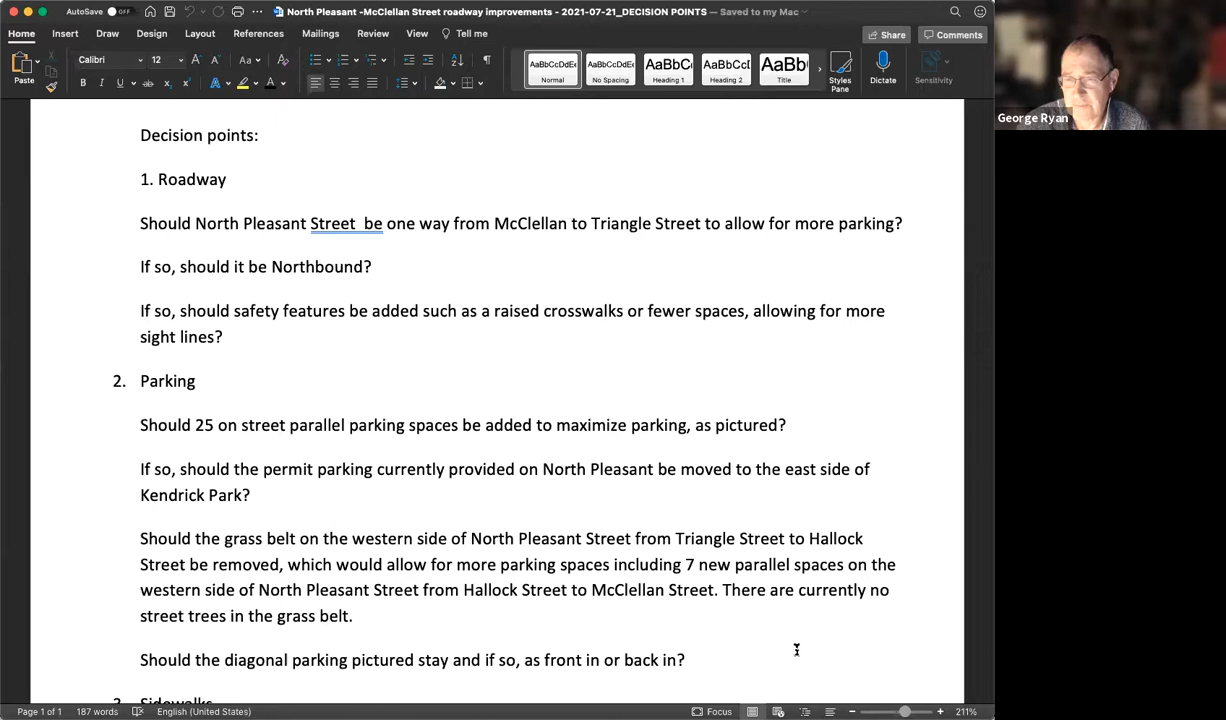 AutoSave OFF North Pleasant -McClellan Street roadway improvements - 2021-07-21_DECISION POINTS — Saved to my Mac
Home Insert Draw Design Layout References Mailings Review View Tell me Share Comments
Paste Calibri 12 AaBbCcDdEe AaBbCcDdEe AaBbC AaBbCcD AaBb
Normal No Spacing Heading 1 Heading 2 Title Styles Pane Dictate Sensitivity
George Ryan
Decision points:
1. Roadway
Should North Pleasant Street  be one way from McClellan to Triangle Street to allow for more parking?
If so, should it be Northbound?
If so, should safety features be added such as a raised crosswalks or fewer spaces, allowing for more
sight lines?
2. Parking
Should 25 on street parallel parking spaces be added to maximize parking, as pictured?
If so, should the permit parking currently provided on North Pleasant be moved to the east side of
Kendrick Park?
Should the grass belt on the western side of North Pleasant Street from Triangle Street to Hallock
Street be removed, which would allow for more parking spaces including 7 new parallel spaces on the
western side of North Pleasant Street from Hallock Street to McClellan Street. There are currently no
street trees in the grass belt.
Should the diagonal parking pictured stay and if so, as front in or back in?
3. Sidewalks
Page 1 of 1 187 words English (United States) Focus 211%